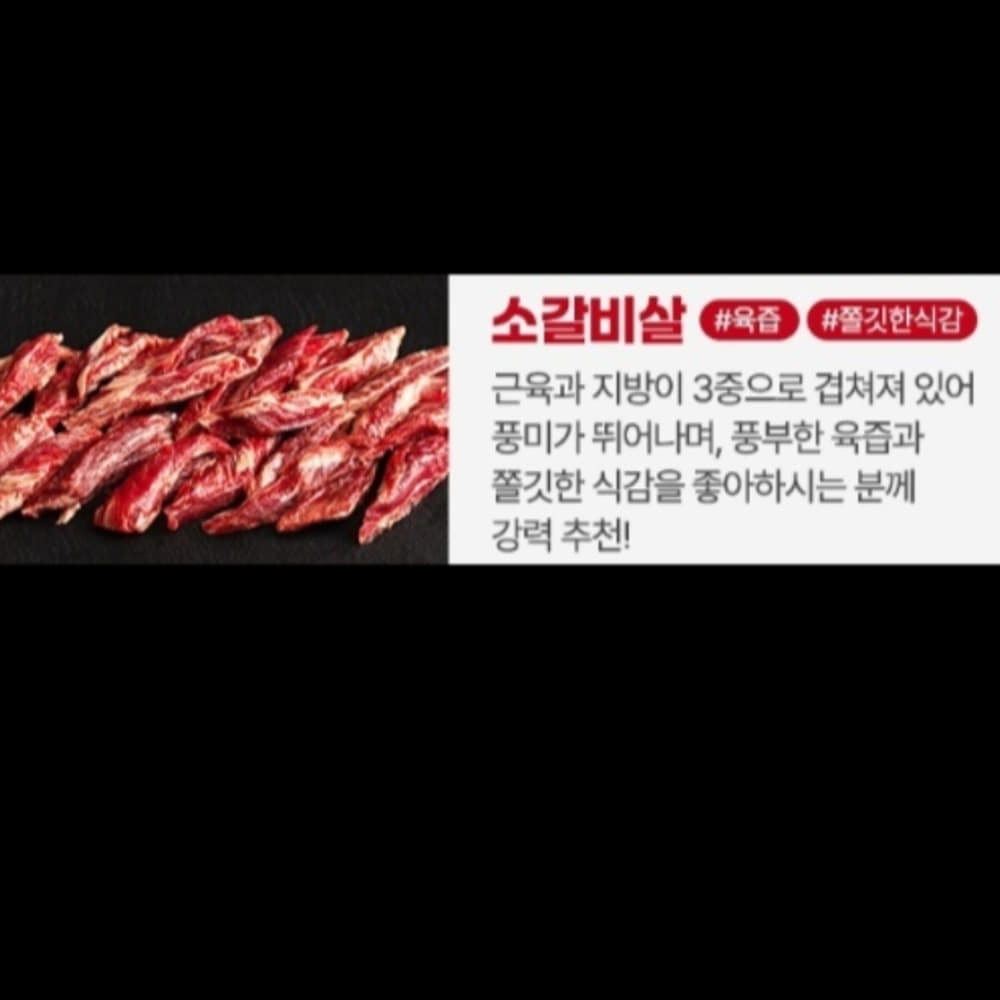 소갈비살 #육즙 #쫄깃한식감
근육과 지방이 3중으로 겹쳐져 있어
풍미가 뛰어나며, 풍부한 육즙과
쫄깃한 식감을 좋아하시는 분께
강력 추천!